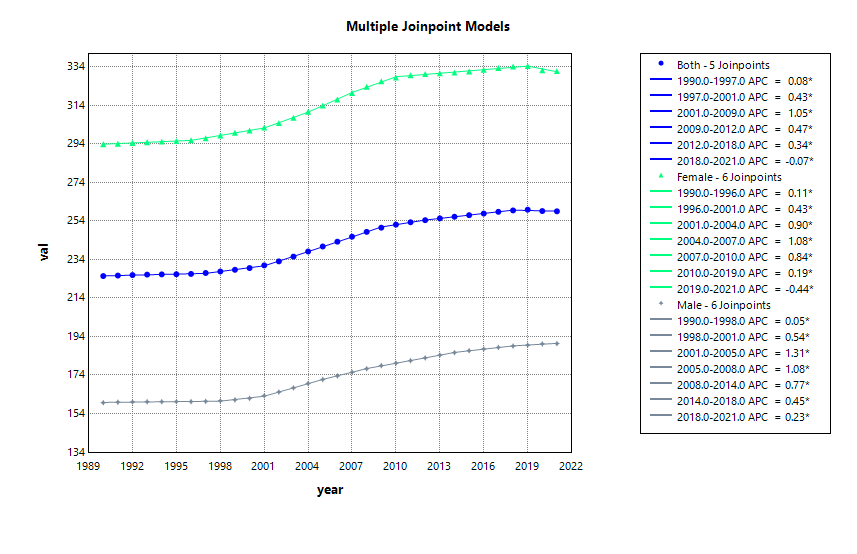 Multiple Joinpoint Models
334
314
294
274
254
234
214
194
174
154
134
val
1989 1992 1995 1998 2001 2004 2007 2010 2013 2016 2019 2022
year
Both - 5 Joinpoints
1990.0-1997.0 APC = 0.08*
1997.0-2001.0 APC = 0.43*
2001.0-2009.0 APC = 1.05*
2009.0-2012.0 APC = 0.47*
2012.0-2018.0 APC = 0.34*
2018.0-2021.0 APC = -0.07*
Female - 6 Joinpoints
1990.0-1996.0 APC = 0.11*
1996.0-2001.0 APC = 0.43*
2001.0-2004.0 APC = 0.90*
2004.0-2007.0 APC = 1.08*
2007.0-2010.0 APC = 0.84*
2010.0-2019.0 APC = 0.19*
2019.0-2021.0 APC = -0.44*
Male - 6 Joinpoints
1990.0-1998.0 APC = 0.05*
1998.0-2001.0 APC = 0.54*
2001.0-2005.0 APC = 1.31*
2005.0-2008.0 APC = 1.08*
2008.0-2014.0 APC = 0.77*
2014.0-2018.0 APC = 0.45*
2018.0-2021.0 APC = 0.23*